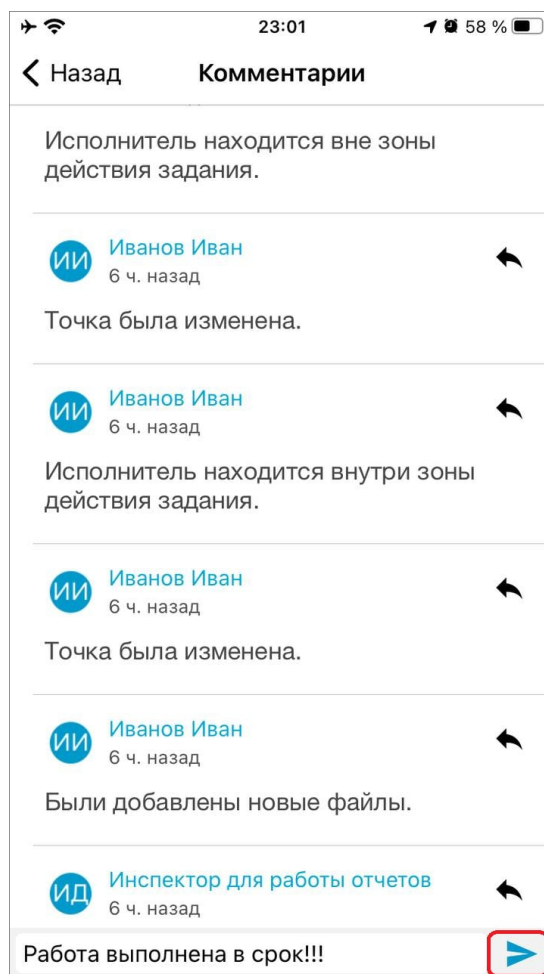 23:01
58 %
Назад
Комментарии
Исполнитель находится вне зоны
действия задания.
ИИ
Иванов Иван
6 ч. назад
Точка была изменена.
ИИ
Иванов Иван
6 ч. назад
Исполнитель находится внутри зоны
действия задания.
ИИ
Иванов Иван
6 ч. назад
Точка была изменена.
ИИ
Иванов Иван
6 ч. назад
Были добавлены новые файлы.
ИД
Инспектор для работы отчетов
6 ч. назад
Работа выполнена в срок!!!